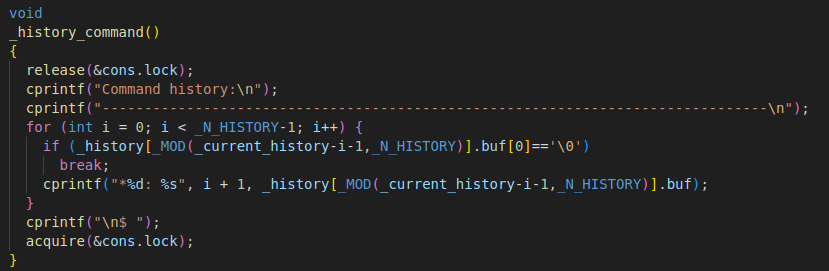 void
_history_command()
{
  release(&cons.lock);
  cprintf("Command history:\n");
  cprintf("-------------------------------------------------------------------------------\n");
  for (int i = 0; i < _N_HISTORY-1; i++) {
    if (_history[_MOD(_current_history-i-1,_N_HISTORY)].buf[0]=='\0')
      break;
    cprintf("*%d: %s", i + 1, _history[_MOD(_current_history-i-1,_N_HISTORY)].buf);
  }
  cprintf("\n$ ");
  acquire(&cons.lock);
}